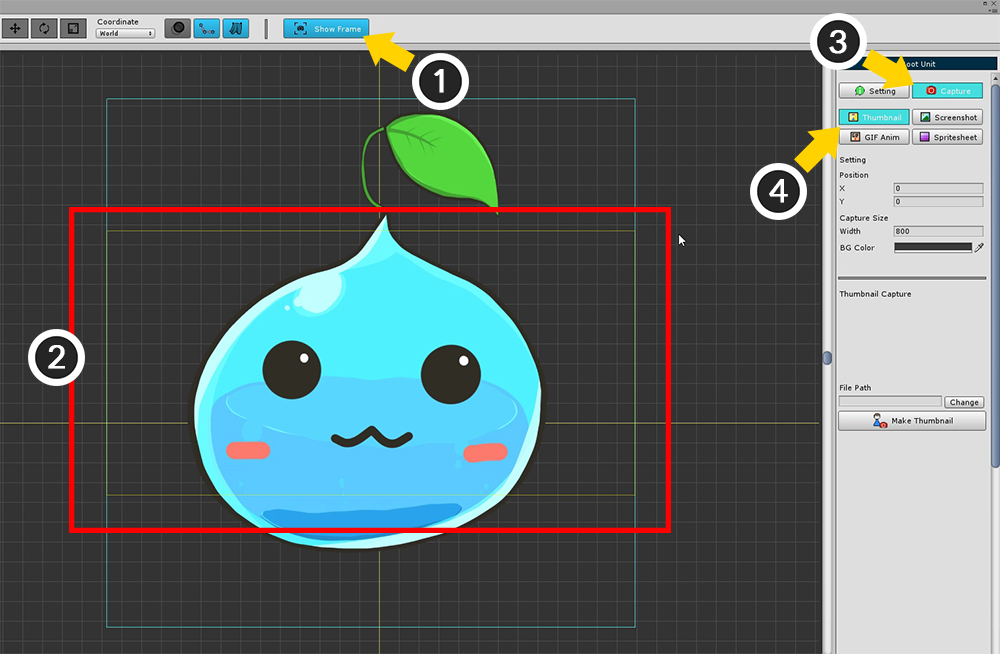 Coordinate
World
Show Frame
1
3
oot Unit
Setting
Capture
Thumbnail
Screenshot
GIF Anim
Spritesheet
4
Setting
Position
X
0
Y
0
Capture Size
Width
800
BG Color
Thumbnail Capture
2
File Path
Change
Make Thumbnail